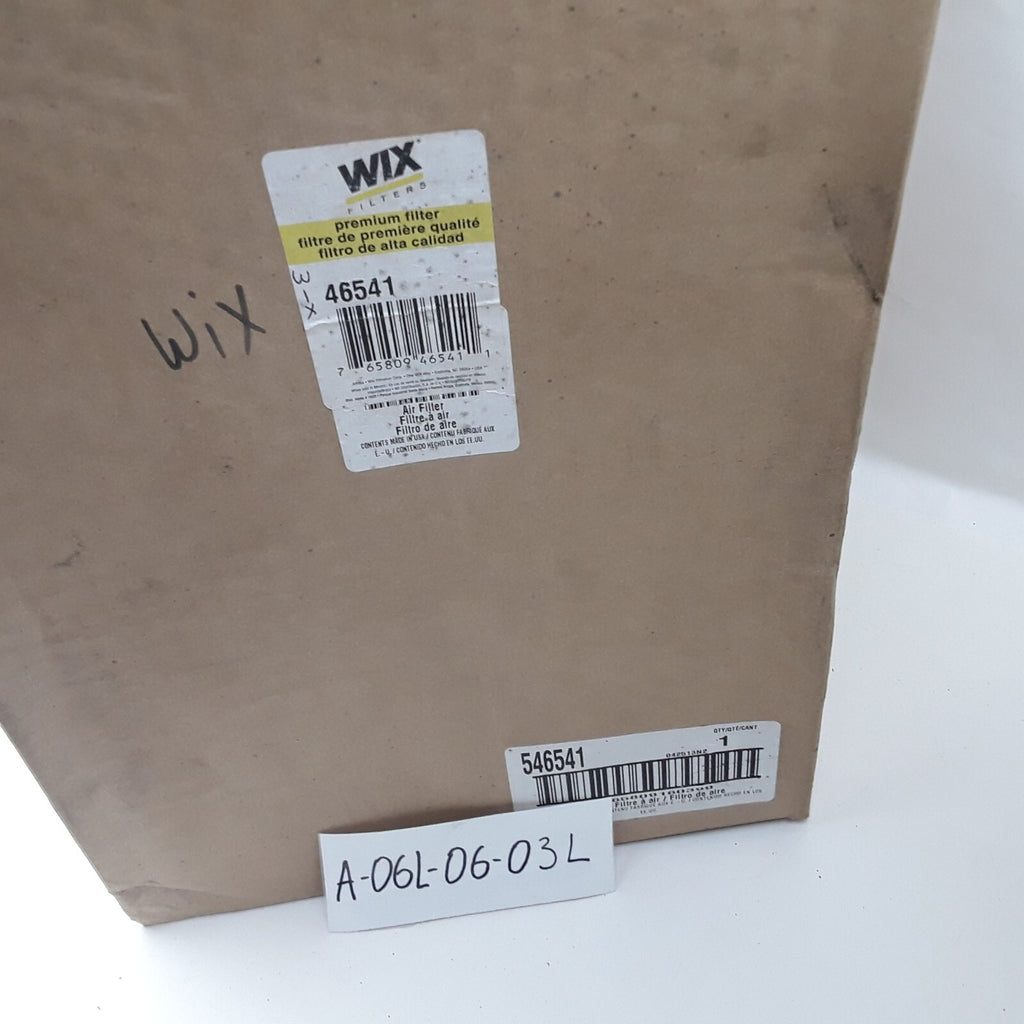 WIX
FILTERS
premium filter
filtre de première qualité
filtro de alta calidad
WIX
46541
Wix
7 65809 46541 1
Air Filter
Filtre à air
Filtro de aire
CONTENTS MADE IN USA / CONTENU FABRIQUÉ AUX
É.-U. / CONTENIDO HECHO EN LOS EE.UU.
QTY/QTÉ/CANT
546541
1
Filtre à air / Filtro de aire
A-06L-06-03L